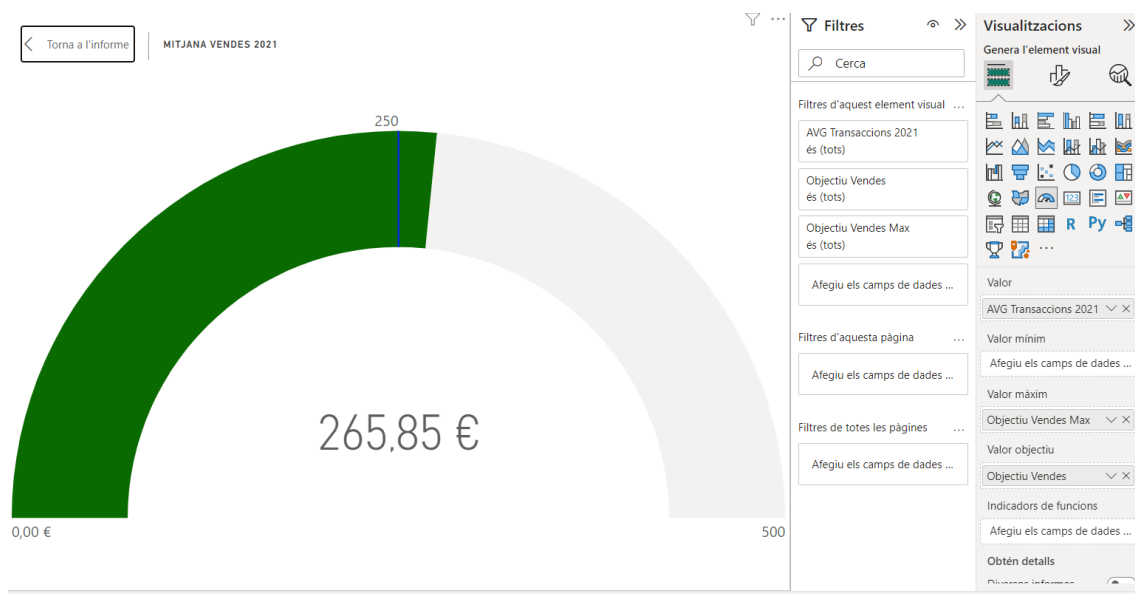 Torna a l'informe
MITJANA VENDES 2021
250
265,85 €
0,00 €
500
Filtres
Cerca
Filtres d'aquest element visual ...
AVG Transaccions 2021
és (tots)
Objectiu Vendes
és (tots)
Objectiu Vendes Max
és (tots)
Afegiu els camps de dades ...
Filtres d'aquesta pàgina ...
Afegiu els camps de dades ...
Filtres de totes les pàgines ...
Afegiu els camps de dades ...
Visualitzacions
Genera l'element visual
123
R Py
...
Valor
AVG Transaccions 2021
Valor mínim
Afegiu els camps de dades ...
Valor màxim
Objectiu Vendes Max
Valor objectiu
Objectiu Vendes
Indicadors de funcions
Afegiu els camps de dades ...
Obtén detalls
Diversos informes